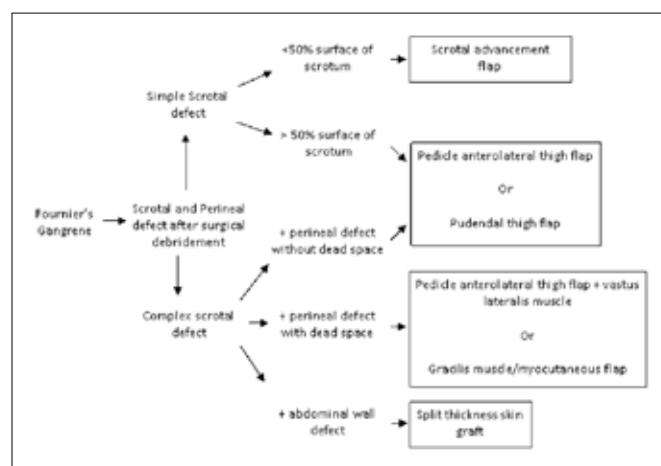 <50% surface of
scrotum
Scrotal advancement
flap
Simple Scrotal
defect
> 50% surface of
scrotum
Pedicle anterolateral thigh flap
Or
Pudendal thigh flap
Fournier's
Gangrene
Scrotal and Perineal
defect after surgical
debridement
+ perineal defect
without dead space
Complex scrotal
defect
+ perineal defect
with dead space
Pedicle anterolateral thigh flap + vastus
lateralis muscle
Or
Gracilis muscle/myocutaneous flap
+ abdominal wall
defect
Split thickness skin
graft